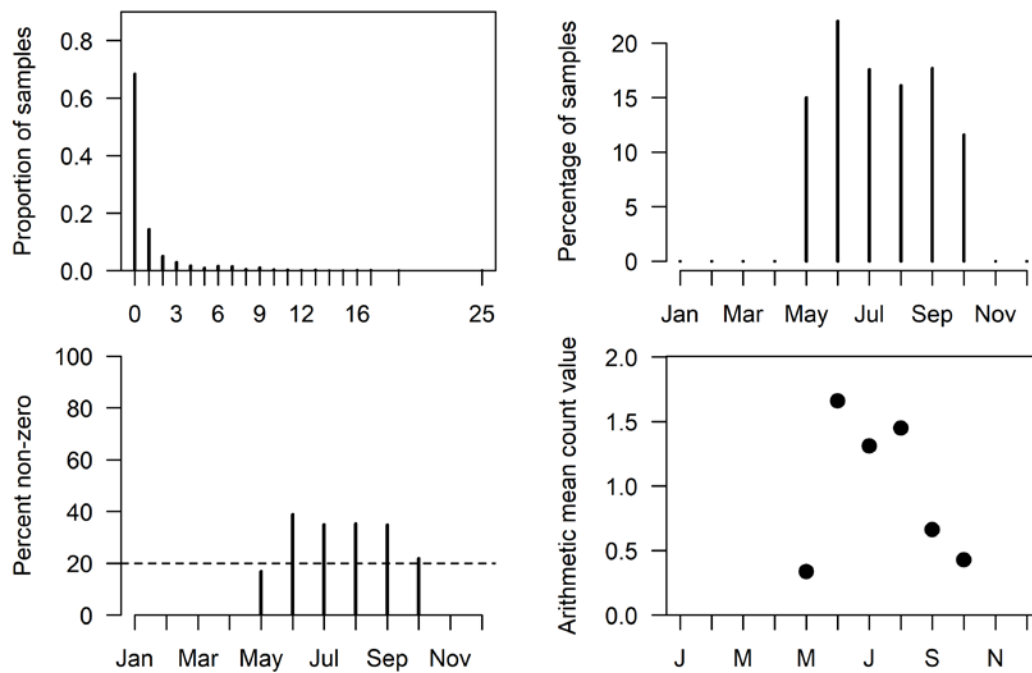 Proportion of samples
0.8
0.6
0.4
0.2
0.0
0 3 6 9 12 16 25
Percentage of samples
20
15
10
5
0
Jan Mar May Jul Sep Nov
Percent non-zero
100
80
60
40
20
0
Jan Mar May Jul Sep Nov
Arithmetic mean count value
2.0
1.5
1.0
0.5
0.0
J M M J S N